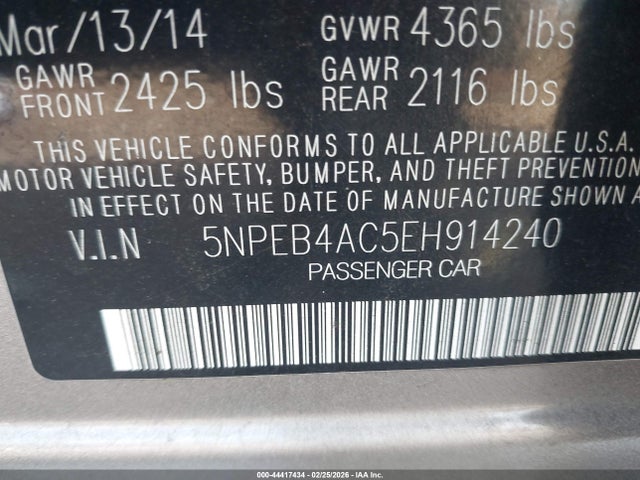 Mar/13/14 GVWR 4365 lbs
GAWR FRONT 2425 lbs GAWR REAR 2116 lbs
THIS VEHICLE CONFORMS TO ALL APPLICABLE U.S.A.
MOTOR VEHICLE SAFETY, BUMPER, AND THEFT PREVENTION
IN EFFECT ON THE DATE OF MANUFACTURE SHOWN A
V.I.N 5NPEB4AC5EH914240
PASSENGER CAR
000-44417434 - 02/25/2026 - IAA Inc.